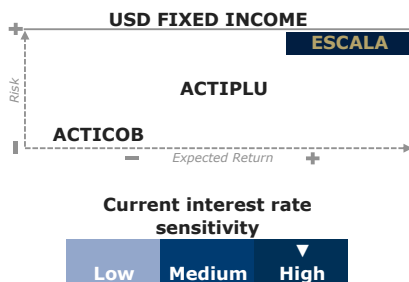 USD FIXED INCOME
+
ESCALA
Risk
ACTIPLU
ACTICOB
–
Expected Return
+
Current interest rate
sensitivity
▼
Low Medium High